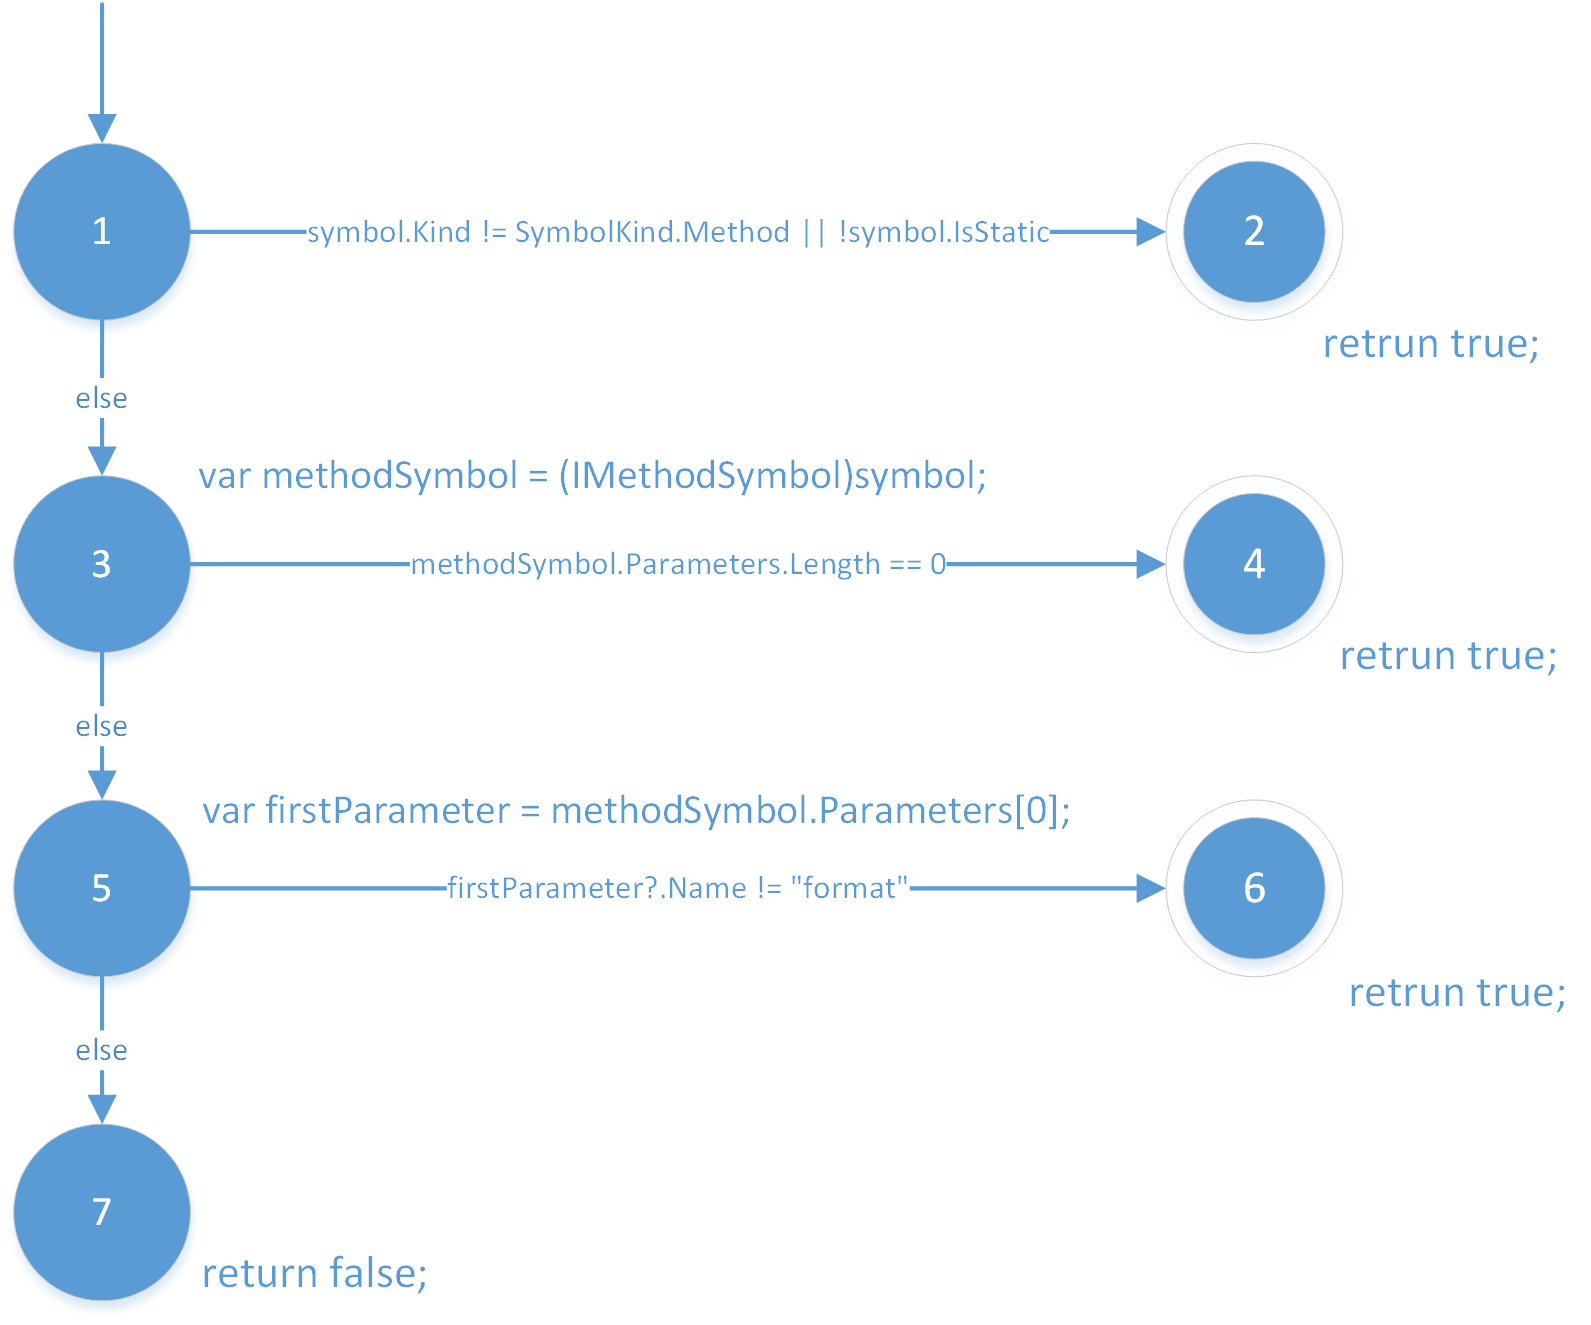 1
symbol.Kind != SymbolKind.Method || !symbol.IsStatic
2
retrun true;
else
var methodSymbol = (IMethodSymbol)symbol;
3
methodSymbol.Parameters.Length == 0
4
retrun true;
else
var firstParameter = methodSymbol.Parameters[0];
5
firstParameter?.Name != "format"
6
retrun true;
else
7
return false;